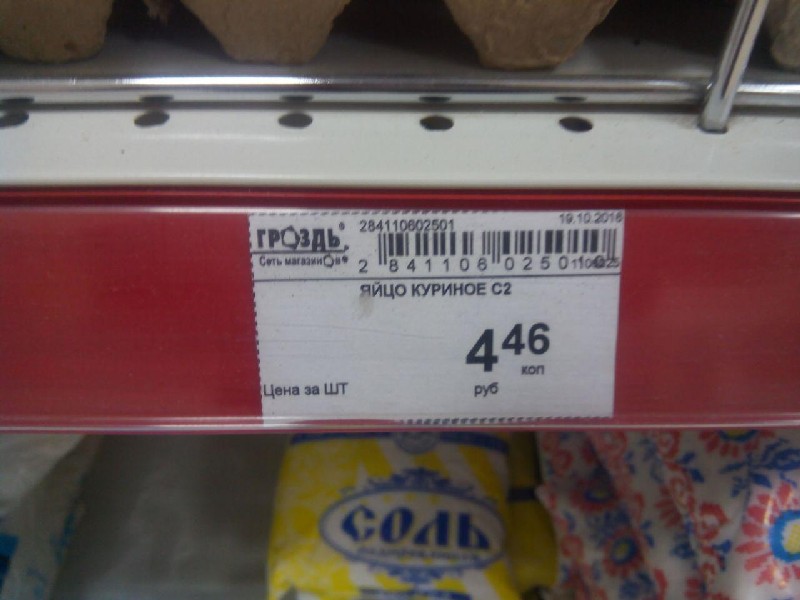 19.10.2016
ГРОЗДЬ
284110602501
Сеть магазинов
2 841106 02501
ЯЙЦО КУРИНОЕ С2
4 46
коп
руб
Цена за ШТ
СОЛЬ